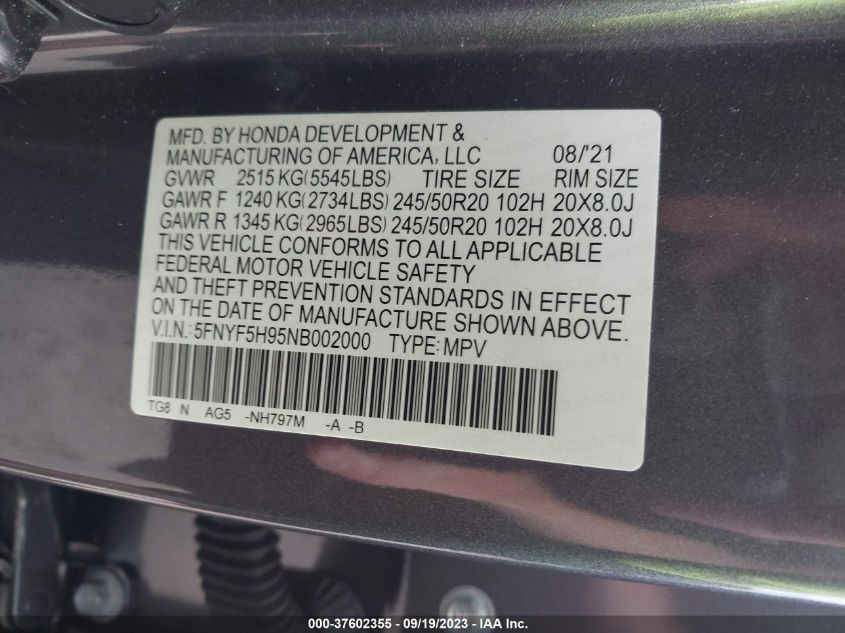 MFD. BY HONDA DEVELOPMENT &
MANUFACTURING OF AMERICA, LLC 08/'21
GVWR 2515 KG(5545LBS) TIRE SIZE RIM SIZE
GAWR F 1240 KG(2734LBS) 245/50R20 102H 20X8.0J
GAWR R 1345 KG(2965LBS) 245/50R20 102H 20X8.0J
THIS VEHICLE CONFORMS TO ALL APPLICABLE
FEDERAL MOTOR VEHICLE SAFETY
AND THEFT PREVENTION STANDARDS IN EFFECT
ON THE DATE OF MANUFACTURE SHOWN ABOVE.
V.I.N.: 5FNYF5H95NB002000 TYPE: MPV
TG8 N AG5 -NH797M -A -B
000-37602355 - 09/19/2023 - IAA Inc.